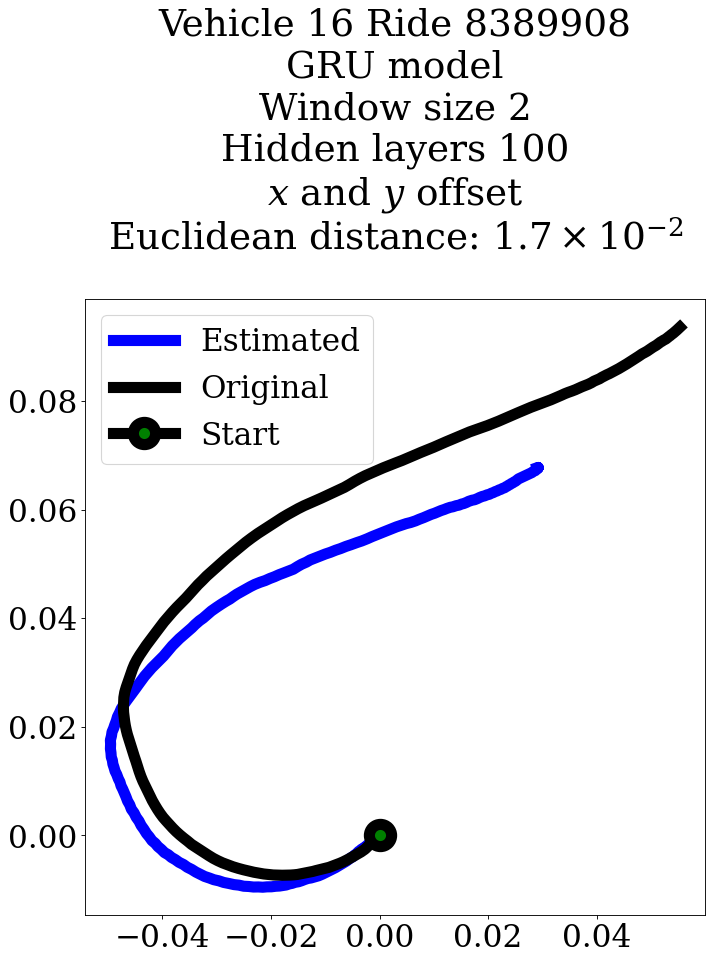 Vehicle 16 Ride 8389908
GRU model
Window size 2
Hidden layers 100
x and y offset
Euclidean distance: 1.7 × 10⁻²
Estimated
Original
Start
0.08
0.06
0.04
0.02
0.00
−0.04 −0.02 0.00 0.02 0.04